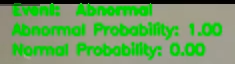 Event: Abnormal
Abnormal Probability: 1.00
Normal Probability: 0.00